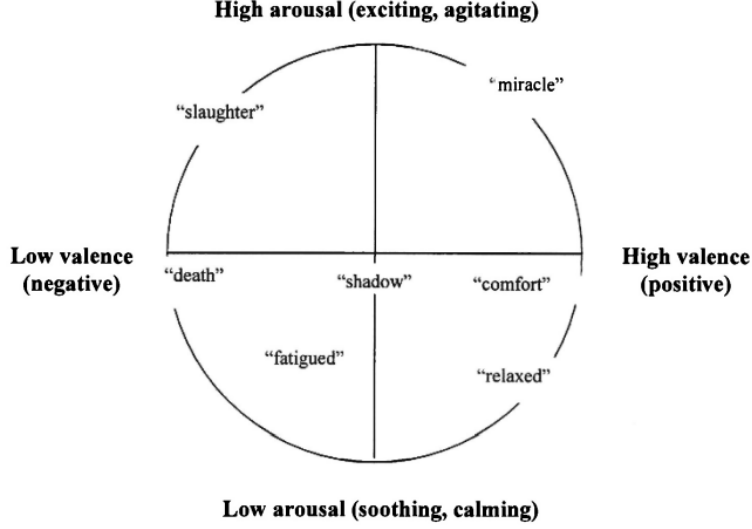 High arousal (exciting, agitating)
“miracle”
“slaughter”
Low valence
(negative)
High valence
(positive)
“death”
“shadow”
“comfort”
“fatigued”
“relaxed”
Low arousal (soothing, calming)